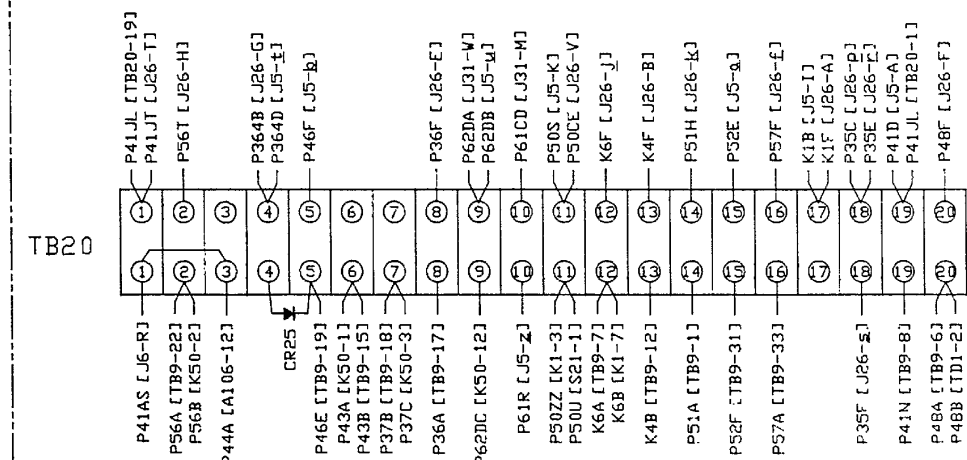 P41JL [TB20-19]
P41JT [J26-T]
P56T [J26-H]
P364B [J26-G]
P364D [J5-t]
P46F [J5-b]
P36F [J26-E]
P62DA [J31-W]
P62DB [J5-u]
P61CD [J31-M]
P50S [J5-K]
P50CE [J26-V]
K6F [J26-j]
K4F [J26-B]
P51H [J26-k]
P52E [J5-a]
P57F [J26-f]
K1B [J5-I]
K1F [J26-A]
P35C [J26-p]
P35E [J26-r]
P41D [J5-A]
P41JL [TB20-1]
P48F [J26-F]
TB20
1 2 3 4 5 6 7 8 9 10 11 12 13 14 15 16 17 18 19 20
1 2 3 4 5 6 7 8 9 10 11 12 13 14 15 16 17 18 19 20
P41AS [J6-R]
P56A [TB9-22]
P56B [K50-2]
P44A [A106-12]
CR25
P46E [TB9-19]
P43A [K50-1]
P43B [TB9-15]
P37B [TB9-18]
P37C [K50-3]
P36A [TB9-17]
P62DC [K50-12]
P61R [J5-z]
P50ZZ [K1-3]
P50U [S21-1]
K6A [TB9-7]
K6B [K1-7]
K4B [TB9-12]
P51A [TB9-1]
P52F [TB9-31]
P57A [TB9-33]
P35F [J26-s]
P41N [TB9-8]
P48A [TB9-6]
P48B [TD1-2]